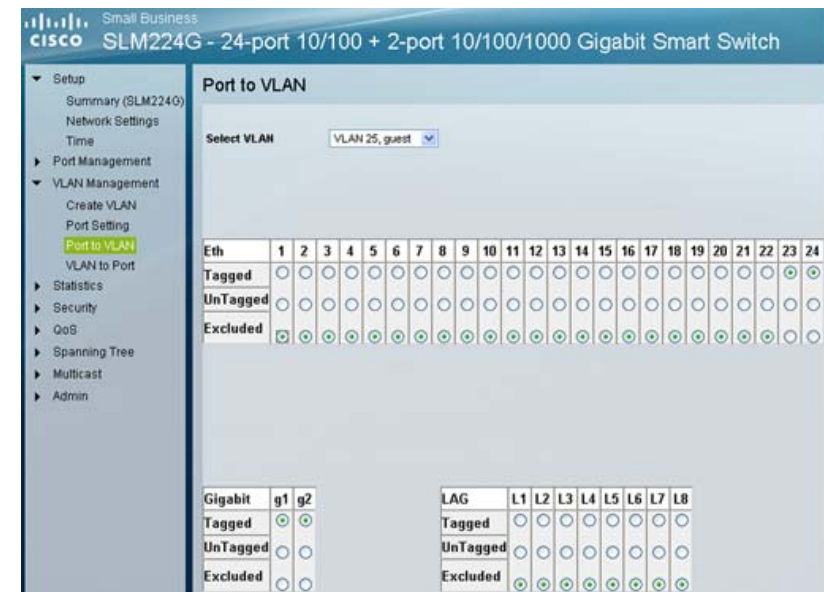 Small Business
CISCO SLM224G - 24-port 10/100 + 2-port 10/100/1000 Gigabit Smart Switch
Setup
Summary (SLM224G)
Network Settings
Time
Port Management
VLAN Management
Create VLAN
Port Setting
Port to VLAN
VLAN to Port
Statistics
Security
QoS
Spanning Tree
Multicast
Admin
Port to VLAN
Select VLAN VLAN 25, guest
Eth 1 2 3 4 5 6 7 8 9 10 11 12 13 14 15 16 17 18 19 20 21 22 23 24
Tagged
UnTagged
Excluded
Gigabit g1 g2
Tagged
UnTagged
Excluded
LAG L1 L2 L3 L4 L5 L6 L7 L8
Tagged
UnTagged
Excluded